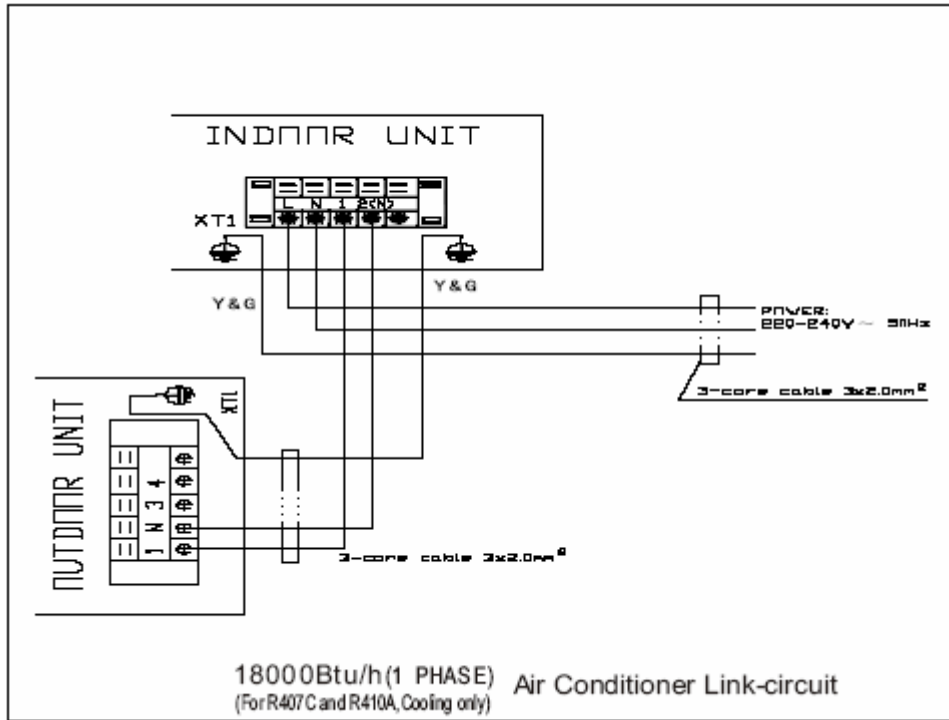 INDOOR UNIT
L N 1 2(N)
XT1
Y&G
Y&G
POWER:
220-240V ~ 50Hz
3-core cable 3x2.0mm²
OUTDOOR UNIT
XT1
1 N 3 4
3-core cable 3x2.0mm²
18000Btu/h(1 PHASE)
(For R407C and R410A, Cooling only)
Air Conditioner Link-circuit